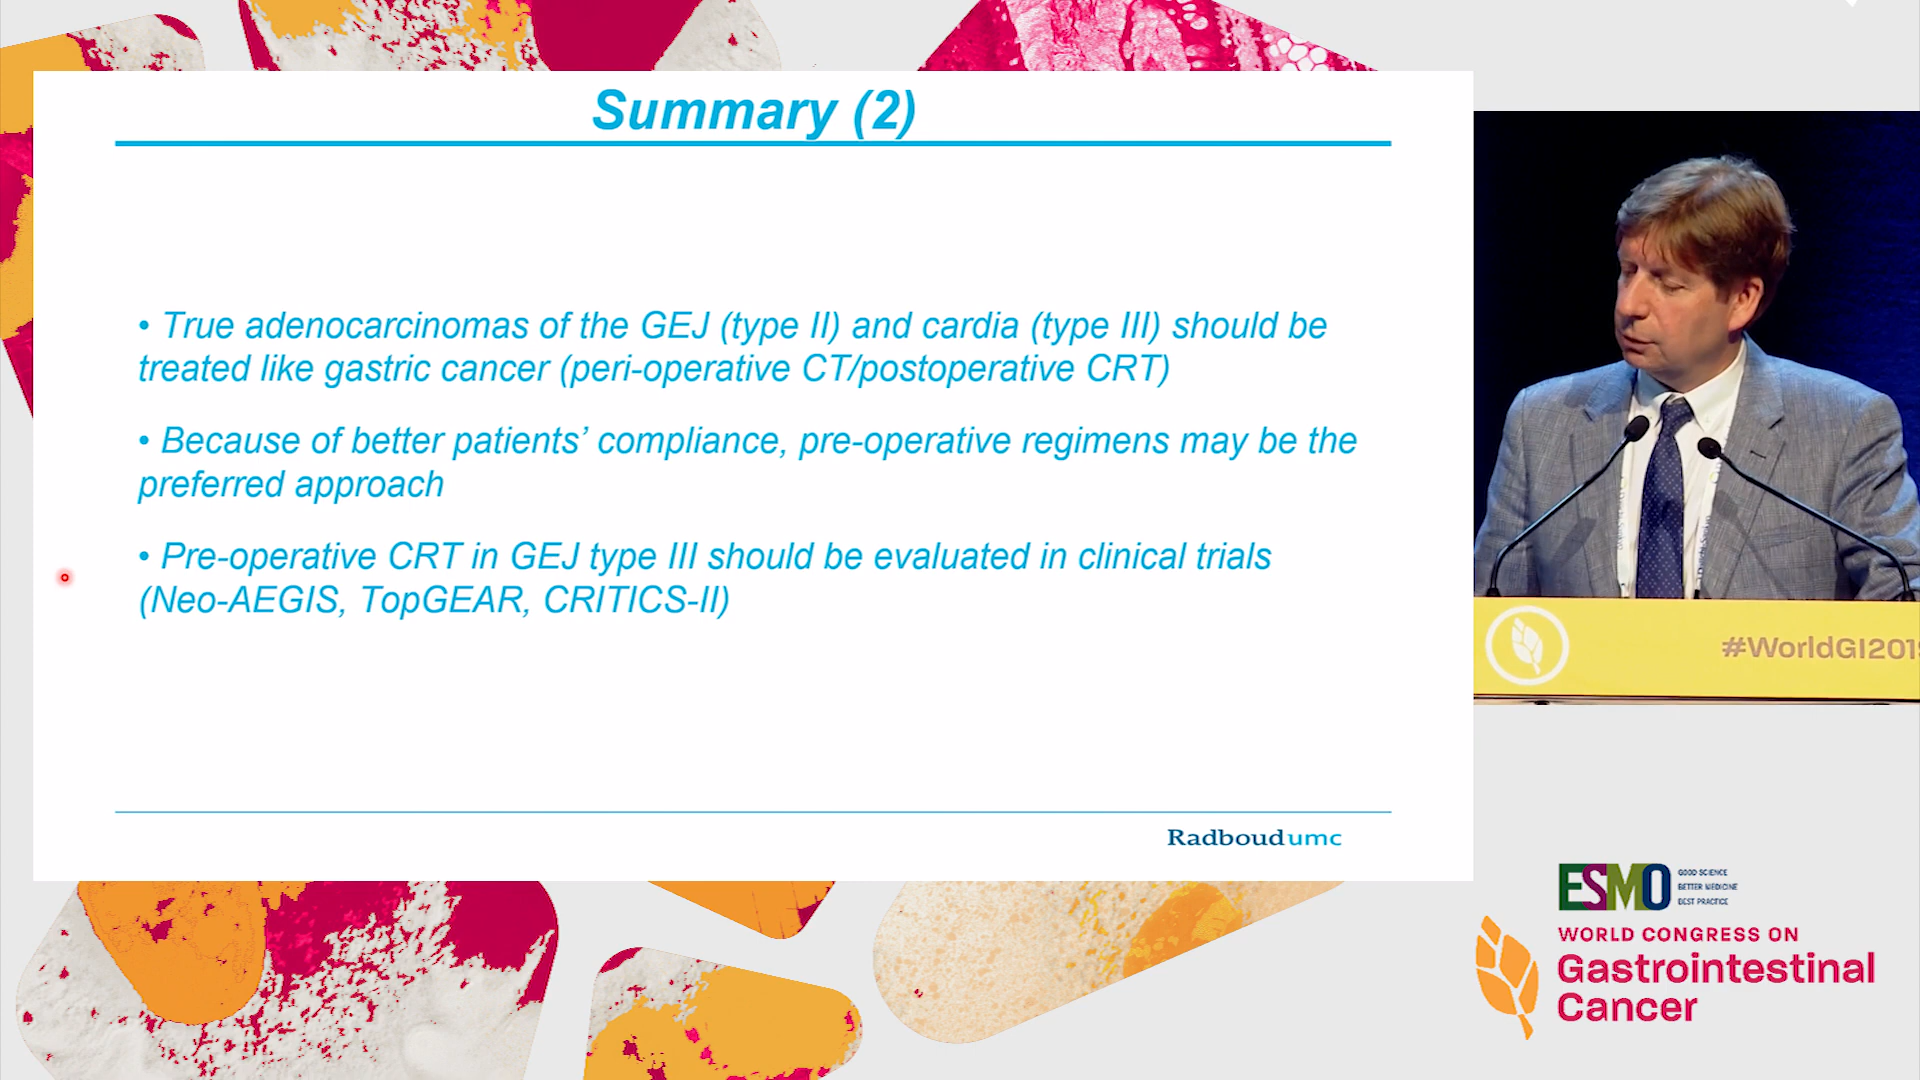 Summary (2)
• True adenocarcinomas of the GEJ (type II) and cardia (type III) should be
treated like gastric cancer (peri-operative CT/postoperative CRT)
• Because of better patients’ compliance, pre-operative regimens may be the
preferred approach
• Pre-operative CRT in GEJ type III should be evaluated in clinical trials
(Neo-AEGIS, TopGEAR, CRITICS-II)
Radboudumc
#WorldGI201
ESMO
GOOD SCIENCE
BETTER MEDICINE
BEST PRACTICE
WORLD CONGRESS ON
Gastrointestinal
Cancer